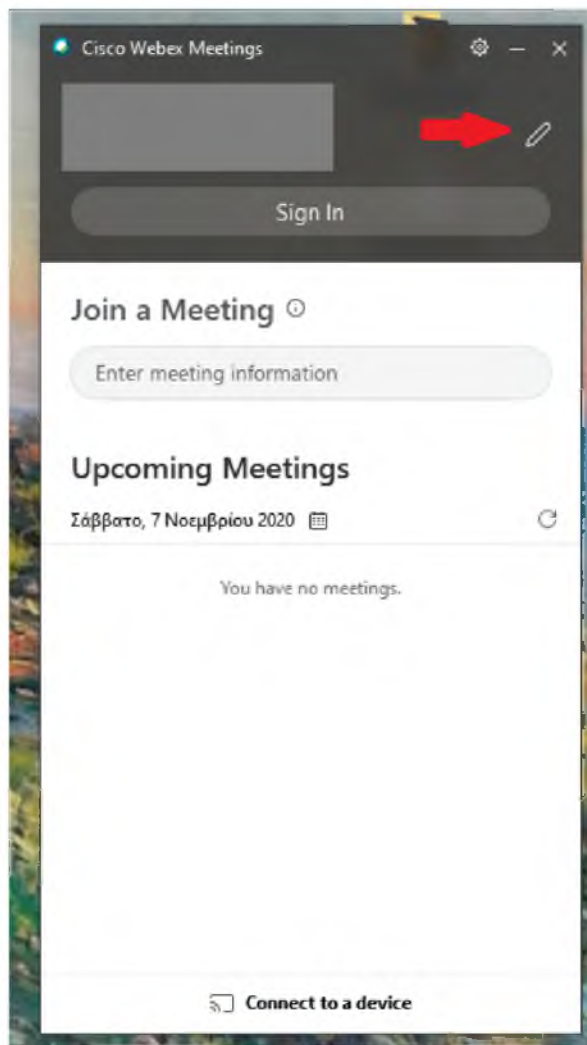 Cisco Webex Meetings
Sign In
Join a Meeting
Enter meeting information
Upcoming Meetings
Σάββατο, 7 Νοεμβρίου 2020
You have no meetings.
Connect to a device